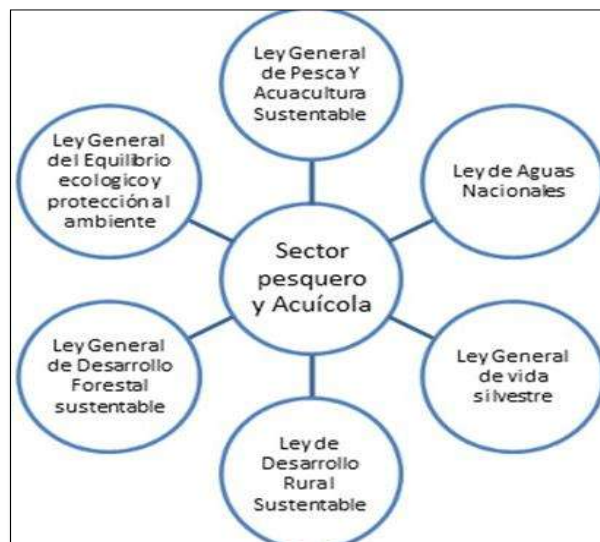 Ley General
de Pesca Y
Acuacultura
Sustentable
Ley General
del Equilibrio
ecologico y
protección al
ambiente
Ley de Aguas
Nacionales
Sector
pesquero
y Acuícola
Ley General
de Desarrollo
Forestal
sustentable
Ley General
de vida
silvestre
Ley de
Desarrollo
Rural
Sustentable